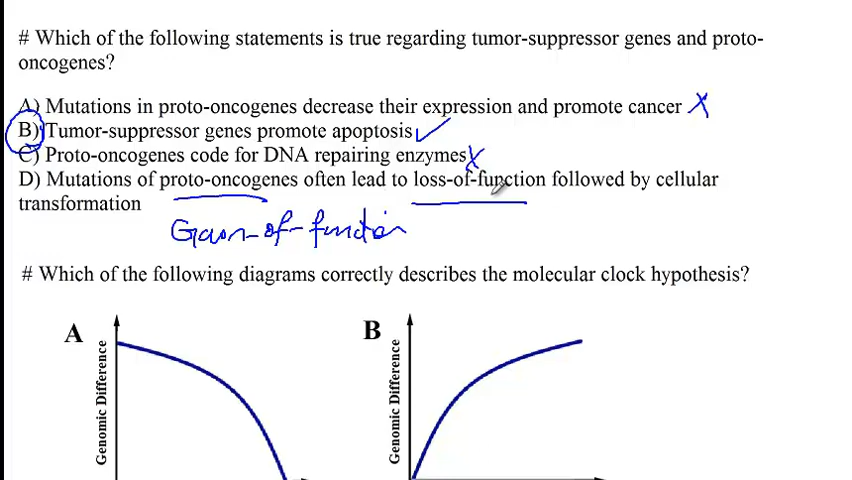 # Which of the following statements is true regarding tumor-suppressor genes and proto-
oncogenes?
A) Mutations in proto-oncogenes decrease their expression and promote cancer X
B) Tumor-suppressor genes promote apoptosis ✓
C) Proto-oncogenes code for DNA repairing enzymes X
D) Mutations of proto-oncogenes often lead to loss-of-function followed by cellular
transformation
Gain-of-function
# Which of the following diagrams correctly describes the molecular clock hypothesis?
A
Genomic Difference
B
Genomic Difference